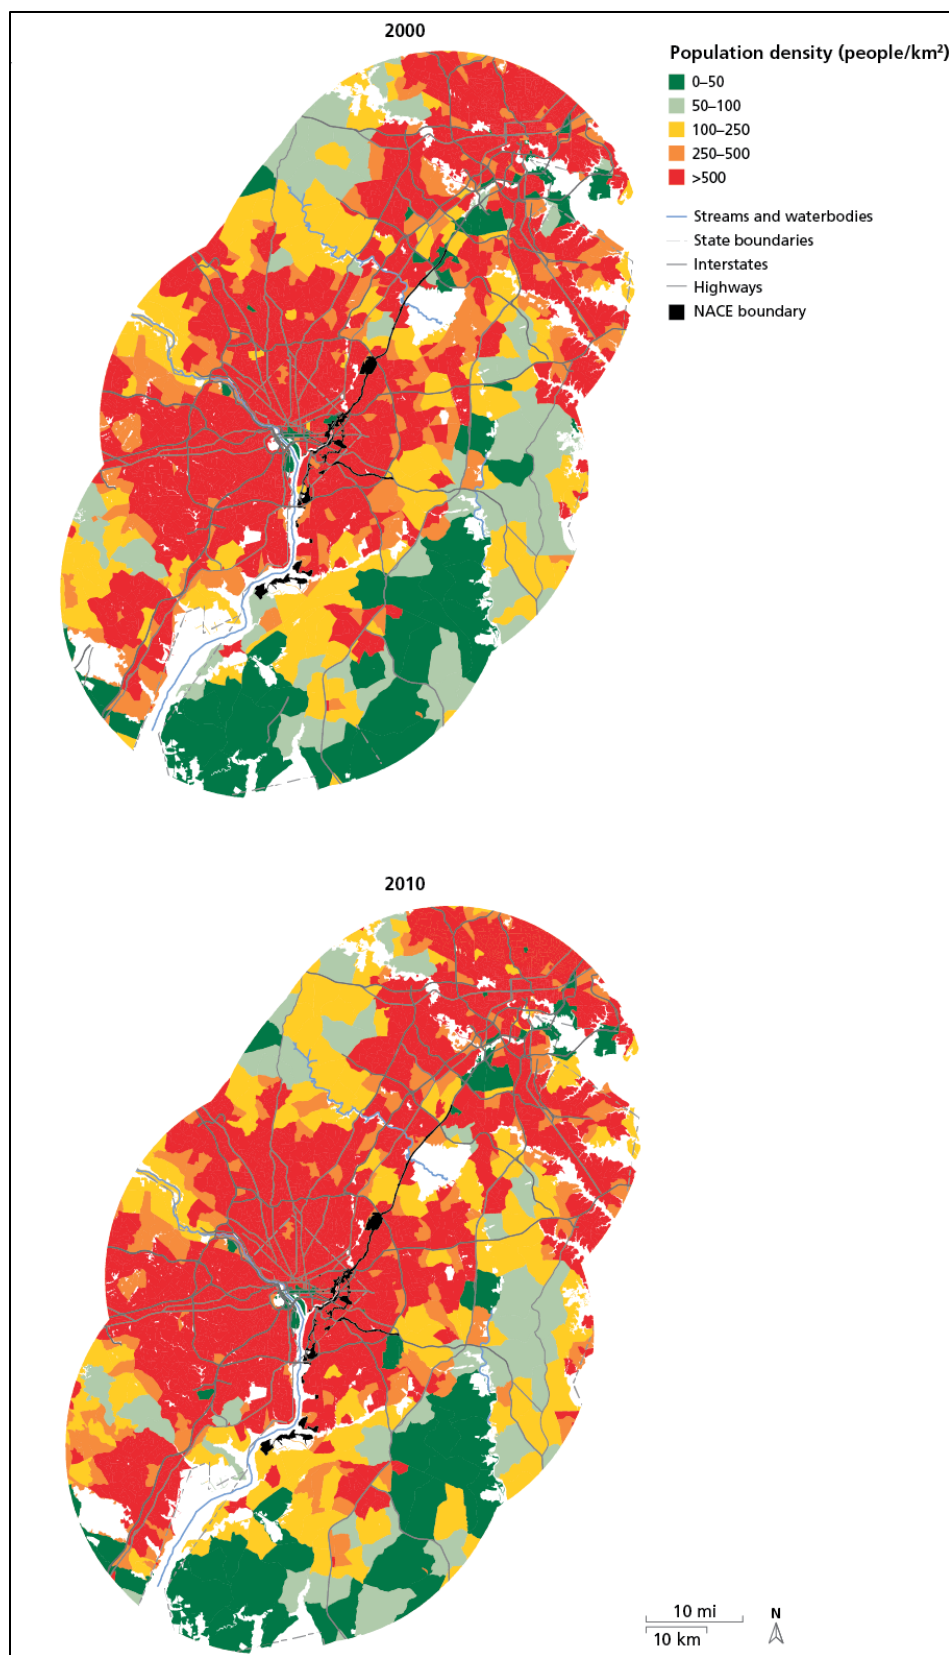 2000
Population density (people/km²)
0–50
50–100
100–250
250–500
>500
Streams and waterbodies
State boundaries
Interstates
Highways
NACE boundary
2010
10 mi
10 km
N